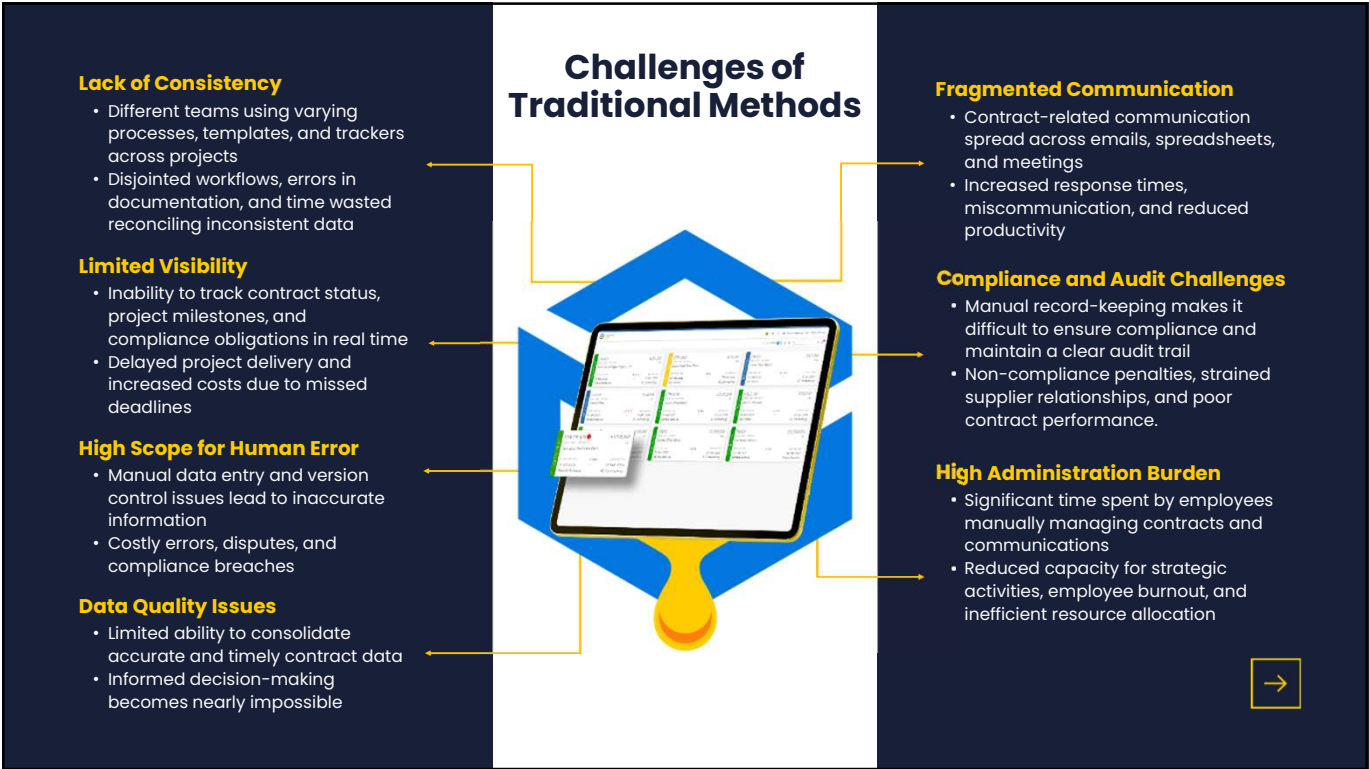 Challenges of
Traditional Methods
Lack of Consistency
• Different teams using varying
processes, templates, and trackers
across projects
• Disjointed workflows, errors in
documentation, and time wasted
reconciling inconsistent data
Limited Visibility
• Inability to track contract status,
project milestones, and
compliance obligations in real time
• Delayed project delivery and
increased costs due to missed
deadlines
High Scope for Human Error
• Manual data entry and version
control issues lead to inaccurate
information
• Costly errors, disputes, and
compliance breaches
Data Quality Issues
• Limited ability to consolidate
accurate and timely contract data
• Informed decision-making
becomes nearly impossible
Fragmented Communication
• Contract-related communication
spread across emails, spreadsheets,
and meetings
• Increased response times,
miscommunication, and reduced
productivity
Compliance and Audit Challenges
• Manual record-keeping makes it
difficult to ensure compliance and
maintain a clear audit trail
• Non-compliance penalties, strained
supplier relationships, and poor
contract performance.
High Administration Burden
• Significant time spent by employees
manually managing contracts and
communications
• Reduced capacity for strategic
activities, employee burnout, and
inefficient resource allocation